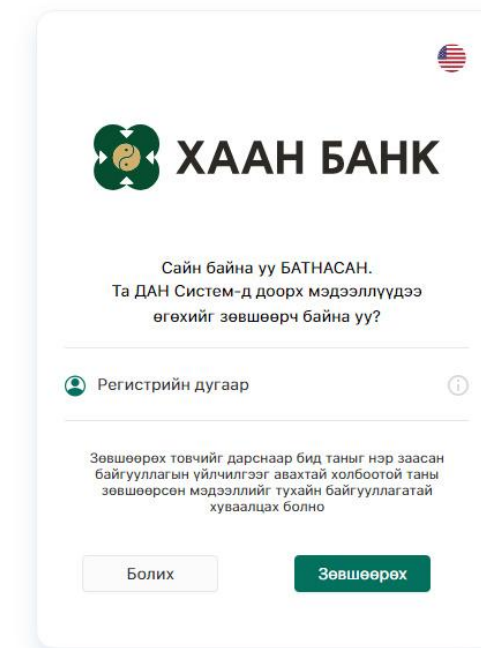 ХААН БАНК
Сайн байна уу БАТНАСАН.
Та ДАН Систем-д доорх мэдээллүүдээ
өгөхийг зөвшөөрч байна уу?
Регистрийн дугаар
Зөвшөөрөх товчийг дарснаар бид таныг нэр заасан
байгууллагын үйлчилгээг авахтай холбоотой таны
зөвшөөрсөн мэдээллийг тухайн байгууллагатай
хуваалцах болно
Болих
Зөвшөөрөх